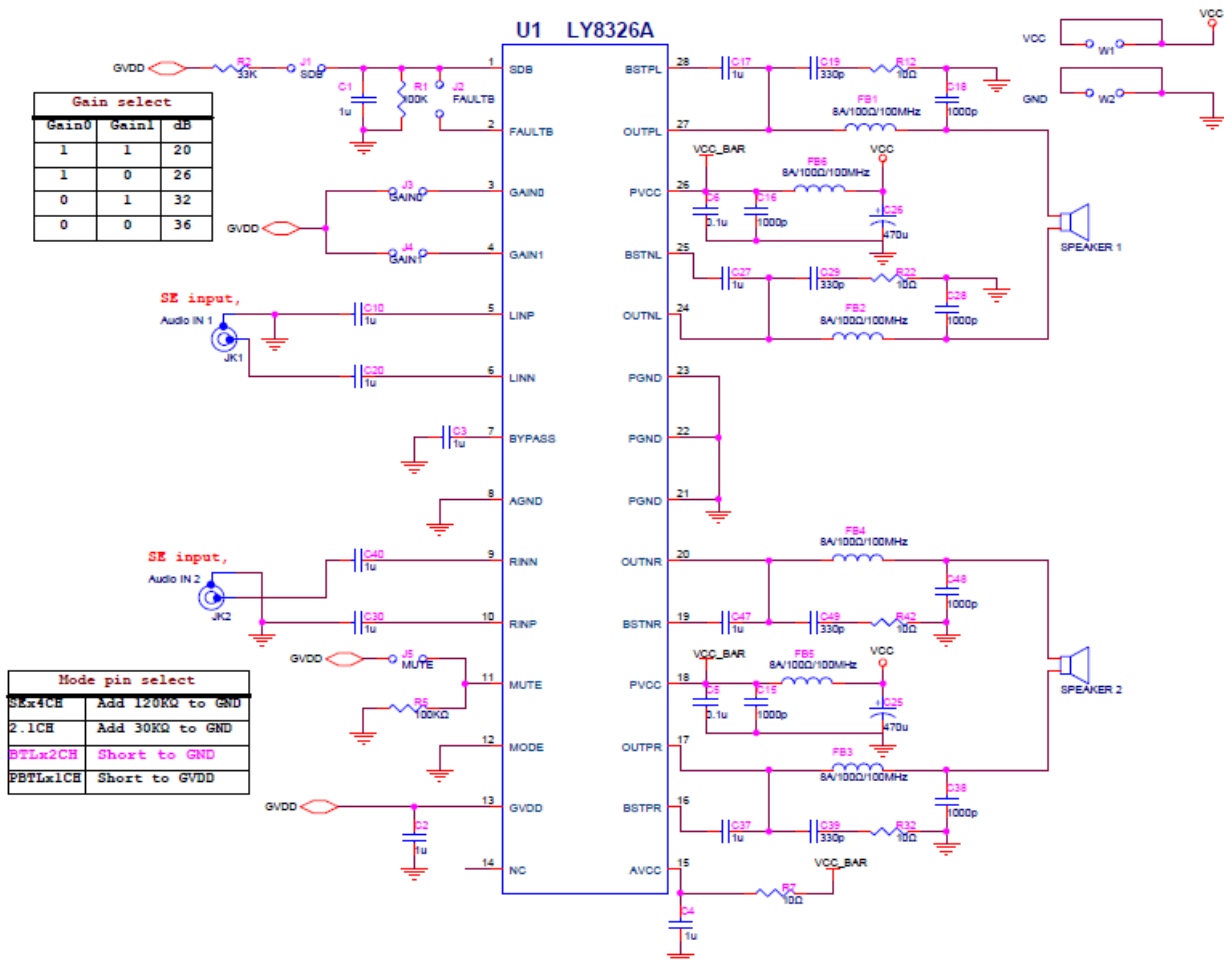 U1 LY8326A
GVDD
R2
33K
J1
SDB
C1
1u
R1
100K
J2
FAULTB
1
SDB
2
FAULTB
Gain select
Gain0 Gain1 dB
1 1 20
1 0 26
0 1 32
0 0 36
GVDD
J3
GAIN0
J4
GAIN1
3
GAIN0
4
GAIN1
SE input,
Audio IN 1
JK1
C10
1u
C20
1u
5
LINP
6
LINN
C3
1u
7
BYPASS
8
AGND
SE input,
Audio IN 2
JK2
C40
1u
C30
1u
9
RINN
10
RINP
GVDD
J5
MUTE
R5
100KΩ
11
MUTE
12
MODE
Mode pin select
SEx4CH Add 120KΩ to GND
2.1CH Add 30KΩ to GND
BTLx2CH Short to GND
PBTLx1CH Short to GVDD
GVDD
C2
1u
13
GVDD
14
NC
BSTPL
28
C17
1u
C19
330p
R12
10Ω
C18
1000p
FB1
8A/100Ω/100MHz
OUTPL
27
VCC_BAR
VCC
FB6
8A/100Ω/100MHz
PVCC
26
C6
0.1u
C16
1000p
C26
470u
BSTNL
25
C27
1u
C29
330p
R22
10Ω
C28
1000p
OUTNL
24
FB2
8A/100Ω/100MHz
SPEAKER 1
PGND
23
PGND
22
PGND
21
FB4
8A/100Ω/100MHz
OUTNR
20
C48
1000p
BSTNR
19
C47
1u
C49
330p
R42
10Ω
VCC_BAR
VCC
FB5
8A/100Ω/100MHz
PVCC
18
C5
0.1u
C15
1000p
C25
470u
SPEAKER 2
OUTPR
17
FB3
8A/100Ω/100MHz
C38
1000p
BSTPR
16
C37
1u
C39
330p
R32
10Ω
AVCC
15
VCC_BAR
R7
10Ω
C4
1u
VCC
VCC
W1
GND
W2